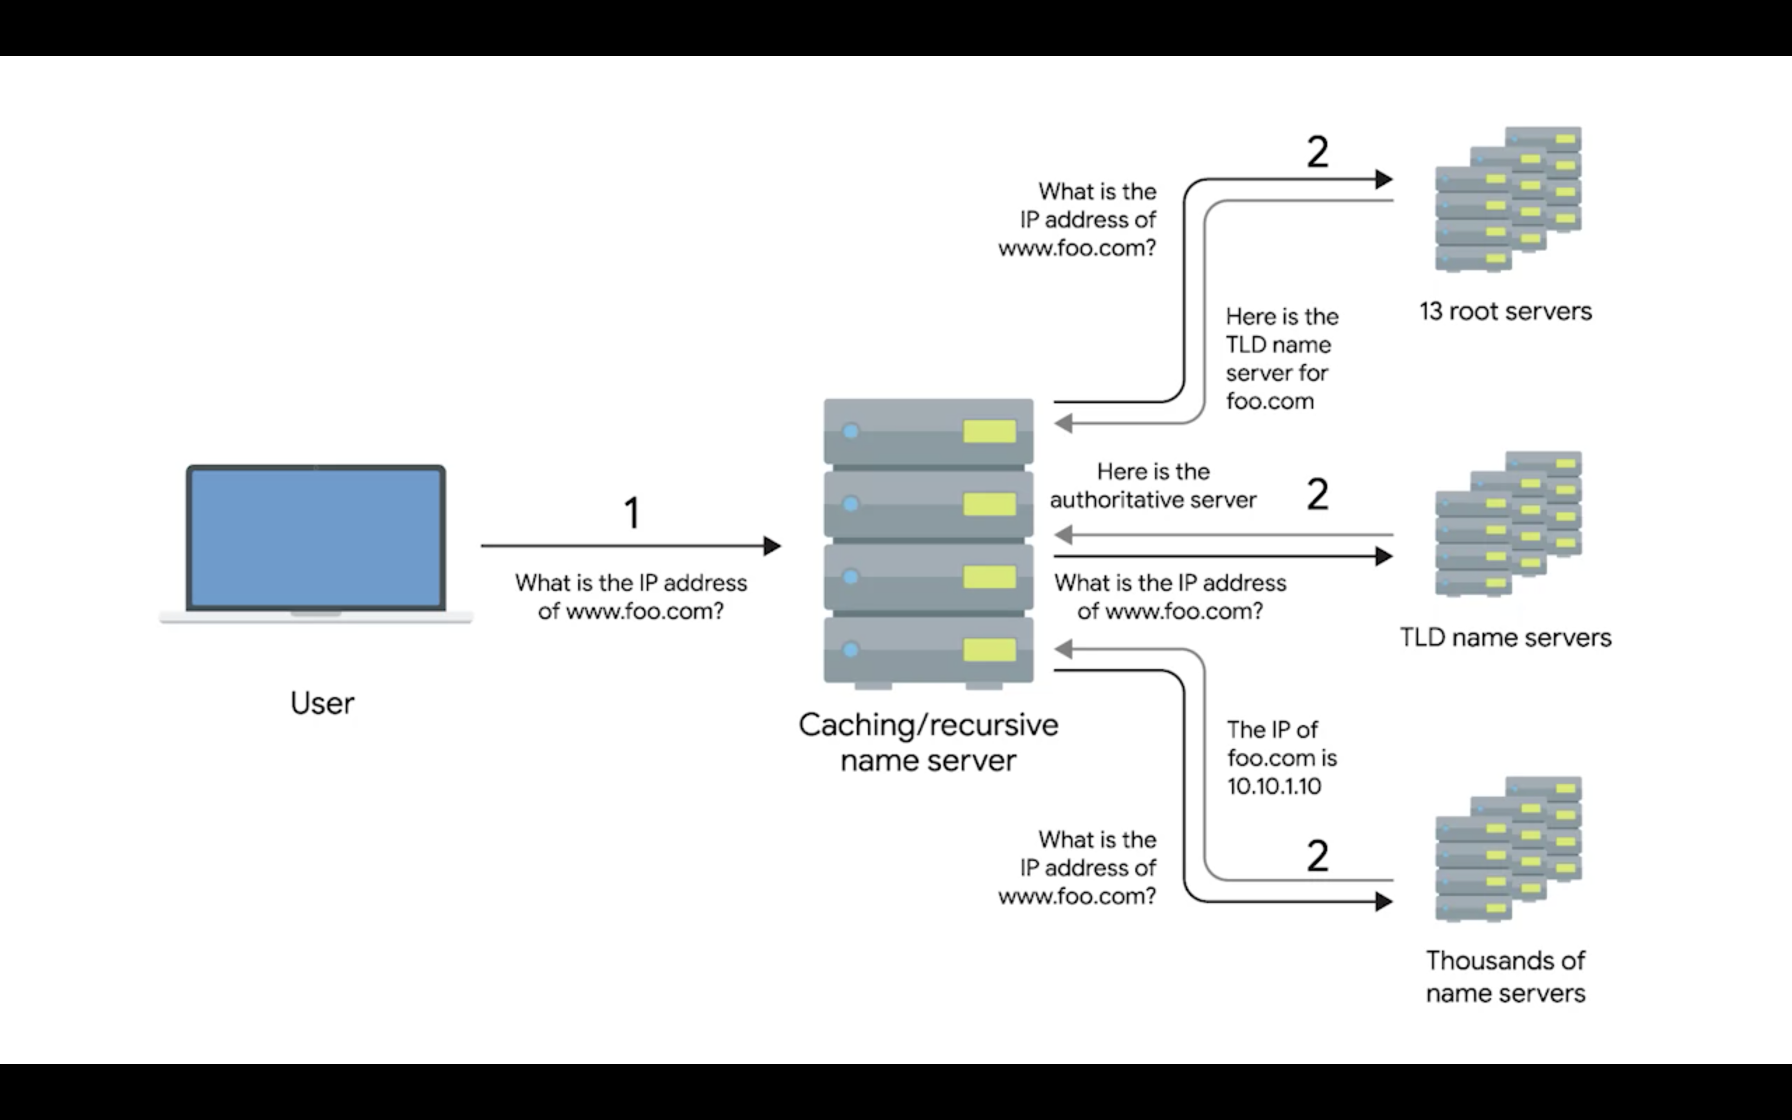 1
What is the IP address
of www.foo.com?
User
Caching/recursive
name server
2
What is the
IP address of
www.foo.com?
Here is the
TLD name
server for
foo.com
13 root servers
Here is the
authoritative server
2
What is the IP address
of www.foo.com?
TLD name servers
The IP of
foo.com is
10.10.1.10
What is the
IP address of
www.foo.com?
2
Thousands of
name servers